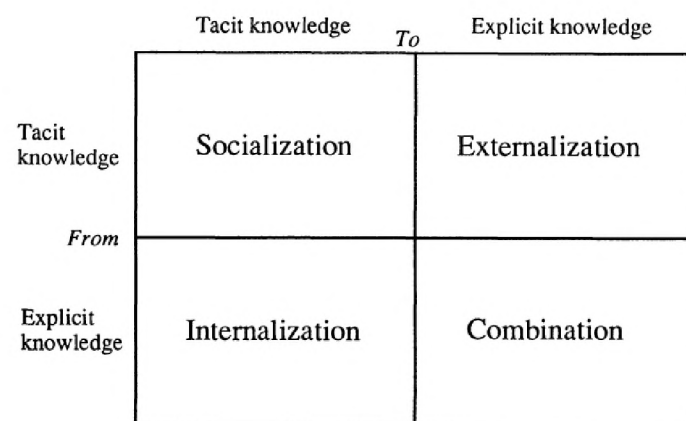 Tacit knowledge To Explicit knowledge
Tacit
knowledge
Socialization Externalization
From
Explicit
knowledge
Internalization Combination